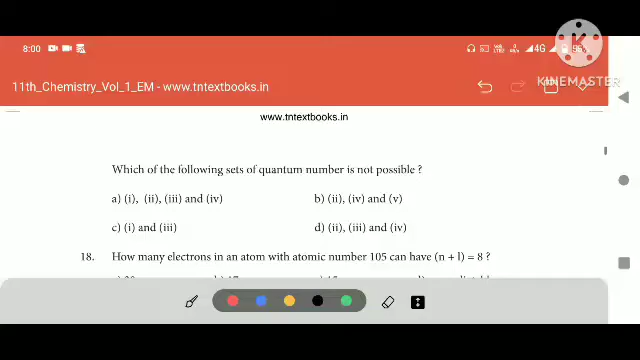 8:00
4G
KINEMASTER
11th_Chemistry_Vol_1_EM - www.tntextbooks.in
www.tntextbooks.in
Which of the following sets of quantum number is not possible ?
a) (i), (ii), (iii) and (iv) b) (ii), (iv) and (v)
c) (i) and (iii) d) (ii), (iii) and (iv)
18. How many electrons in an atom with atomic number 105 can have (n + l) = 8 ?